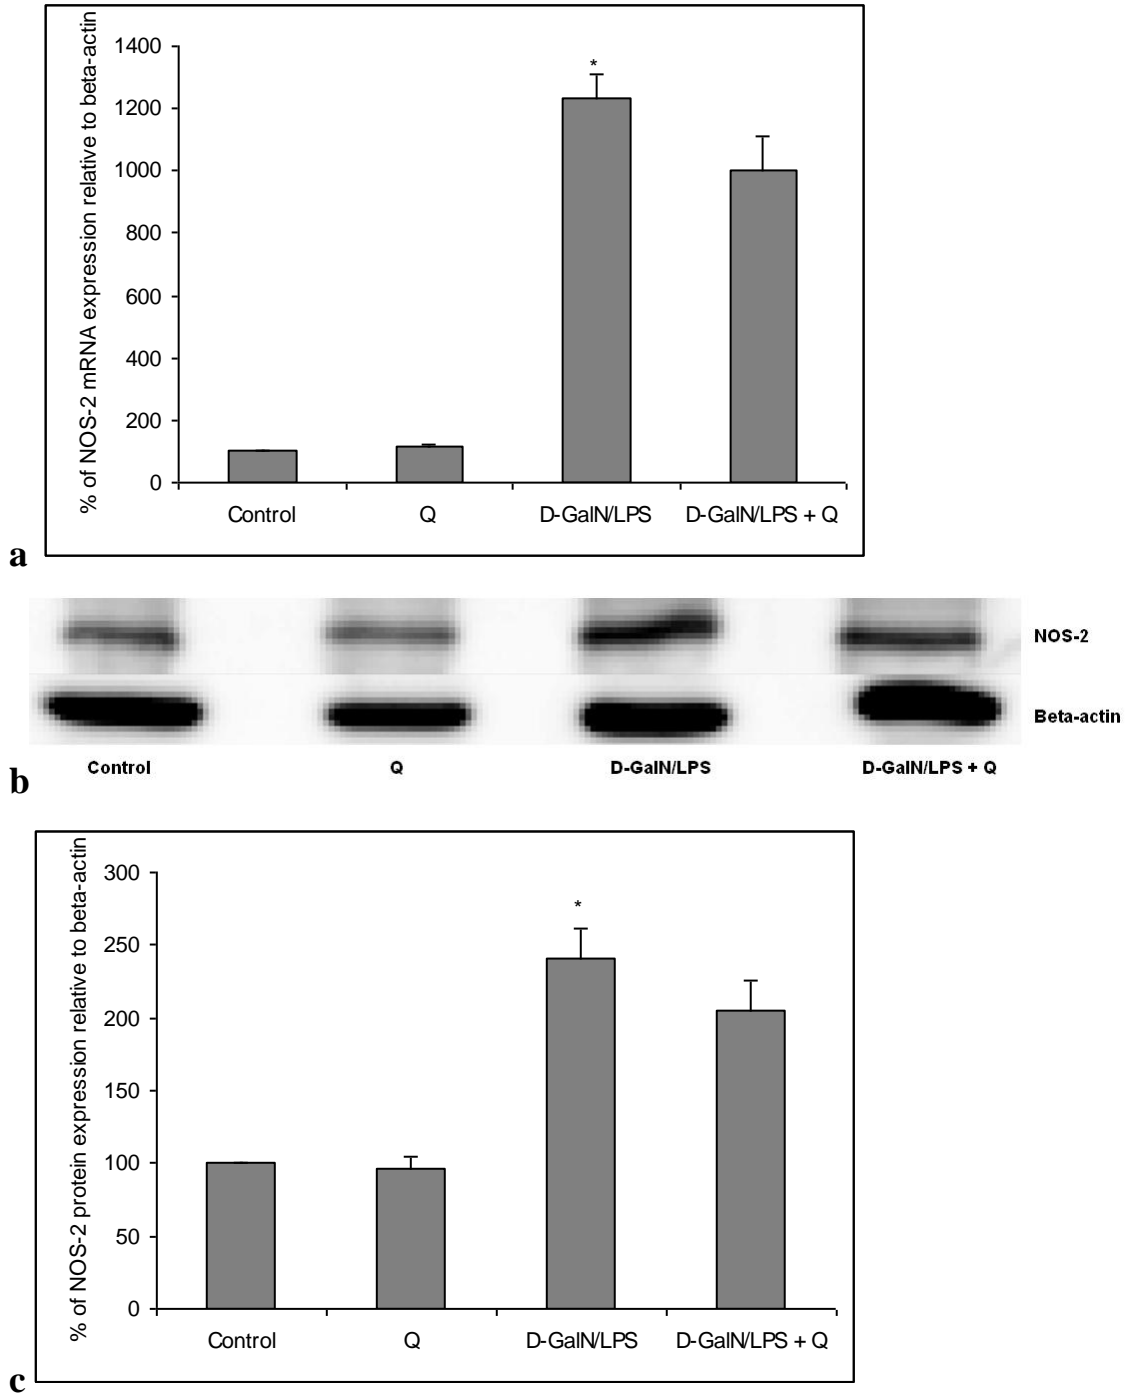 % of NOS-2 mRNA expression relative to beta-actin
1400
1200
1000
800
600
400
200
0
*
Control Q D-GalN/LPS D-GalN/LPS + Q
a
NOS-2
Beta-actin
Control Q D-GalN/LPS D-GalN/LPS + Q
b
% of NOS-2 protein expression relative to beta-actin
300
250
200
150
100
50
0
*
Control Q D-GalN/LPS D-GalN/LPS + Q
c